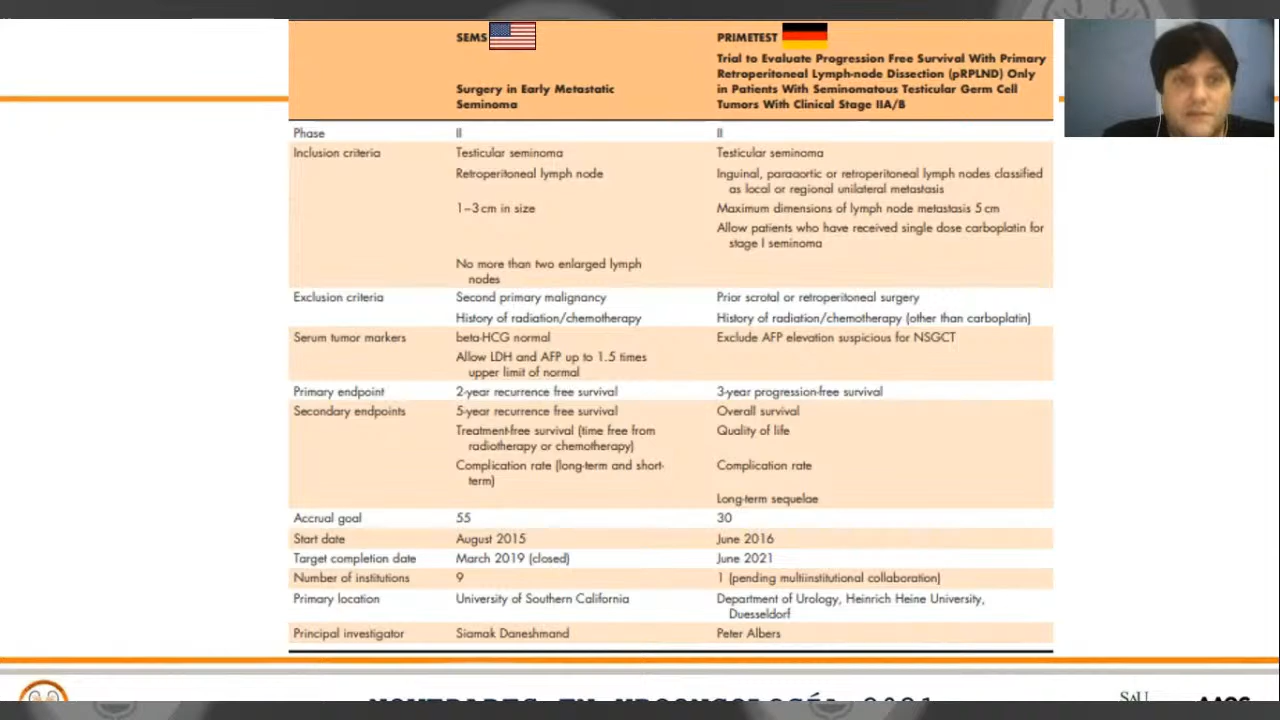 SEMS
PRIMETEST
Trial to Evaluate Progression Free Survival With Primary
Retroperitoneal Lymph-node Dissection (pRPLND) Only
Surgery in Early Metastatic
in Patients With Seminomatous Testicular Germ Cell
Seminoma
Tumors With Clinical Stage IIA/B
Phase II II
Inclusion criteria Testicular seminoma Testicular seminoma
Retroperitoneal lymph node Inguinal, paraaortic or retroperitoneal lymph nodes classified
as local or regional unilateral metastasis
1–3 cm in size Maximum dimensions of lymph node metastasis 5 cm
Allow patients who have received single dose carboplatin for
stage I seminoma
No more than two enlarged lymph
nodes
Exclusion criteria Second primary malignancy Prior scrotal or retroperitoneal surgery
History of radiation/chemotherapy History of radiation/chemotherapy (other than carboplatin)
Serum tumor markers beta-HCG normal Exclude AFP elevation suspicious for NSGCT
Allow LDH and AFP up to 1.5 times
upper limit of normal
Primary endpoint 2-year recurrence free survival 3-year progression-free survival
Secondary endpoints 5-year recurrence free survival Overall survival
Treatment-free survival (time free from Quality of life
radiotherapy or chemotherapy)
Complication rate (long-term and short- Complication rate
term)
Long-term sequelae
Accrual goal 55 30
Start date August 2015 June 2016
Target completion date March 2019 (closed) June 2021
Number of institutions 9 1 (pending multiinstitutional collaboration)
Primary location University of Southern California Department of Urology, Heinrich Heine University,
Duesseldorf
Principal investigator Siamak Daneshmand Peter Albers
SAU